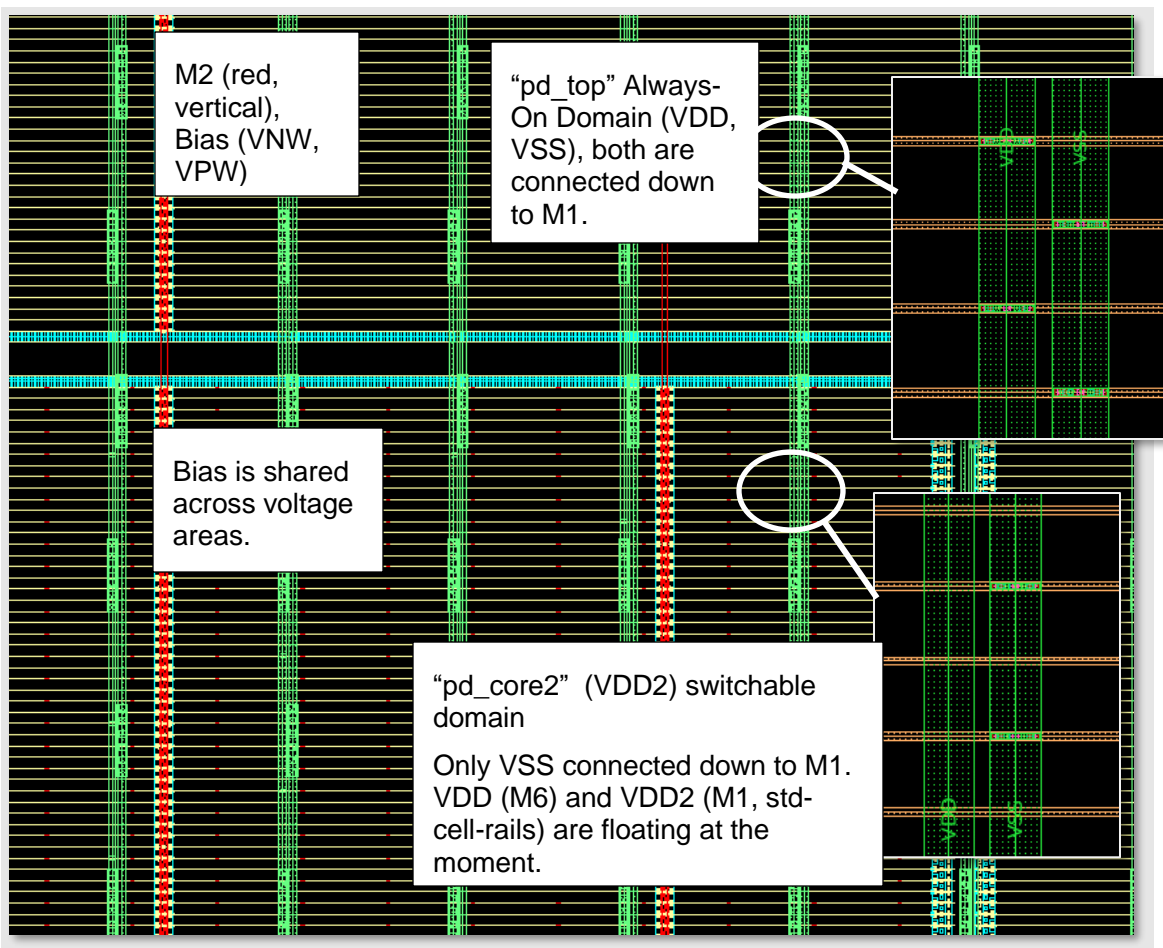 M2 (red,
vertical),
Bias (VNW,
VPW)
“pd_top” Always-
On Domain (VDD,
VSS), both are
connected down
to M1.
VDD
VSS
Bias is shared
across voltage
areas.
“pd_core2”  (VDD2) switchable
domain
Only VSS connected down to M1.
VDD (M6) and VDD2 (M1, std-
cell-rails) are floating at the
moment.
VDD
VSS